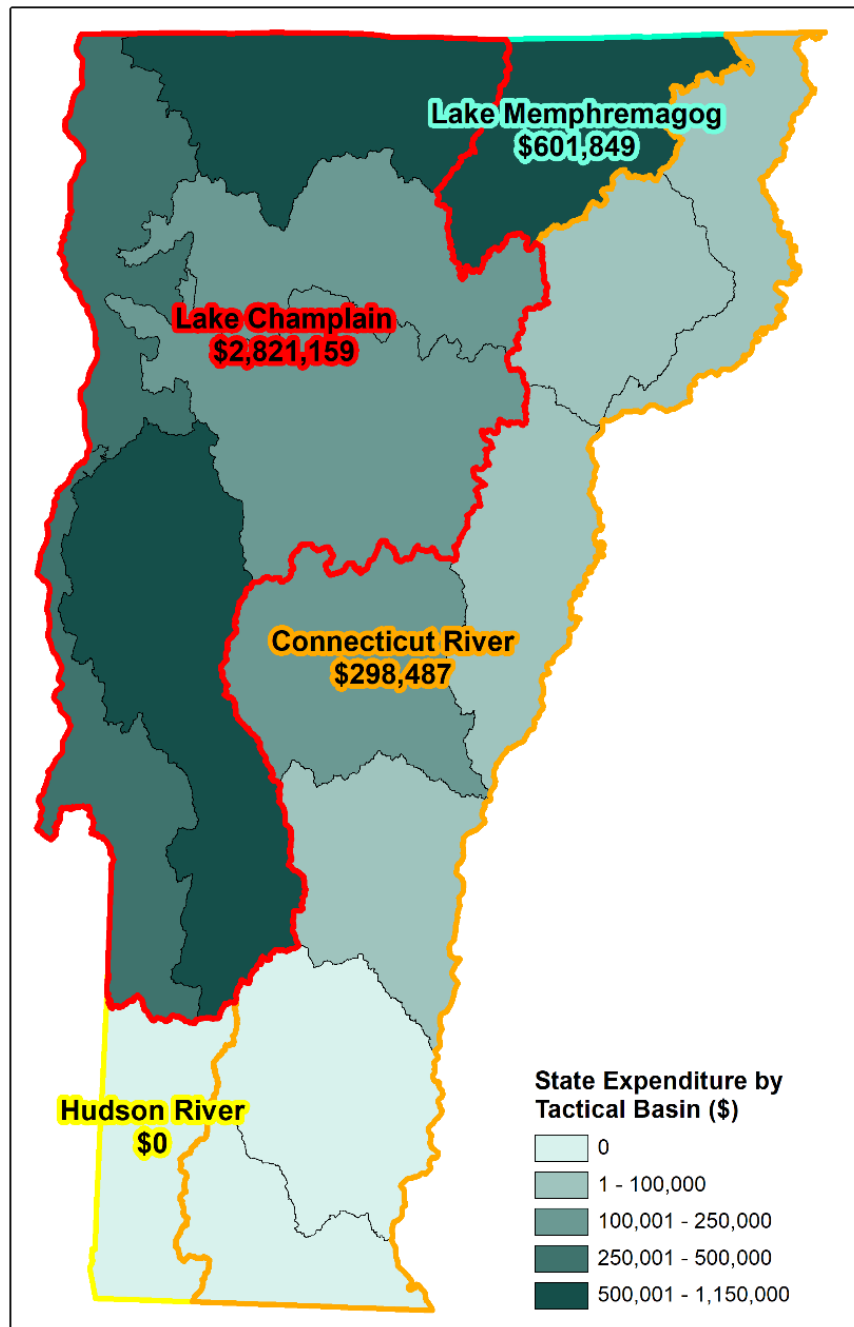 Lake Memphremagog
$601,849
Lake Champlain
$2,821,159
Connecticut River
$298,487
Hudson River
$0
State Expenditure by
Tactical Basin ($)
0
1 - 100,000
100,001 - 250,000
250,001 - 500,000
500,001 - 1,150,000